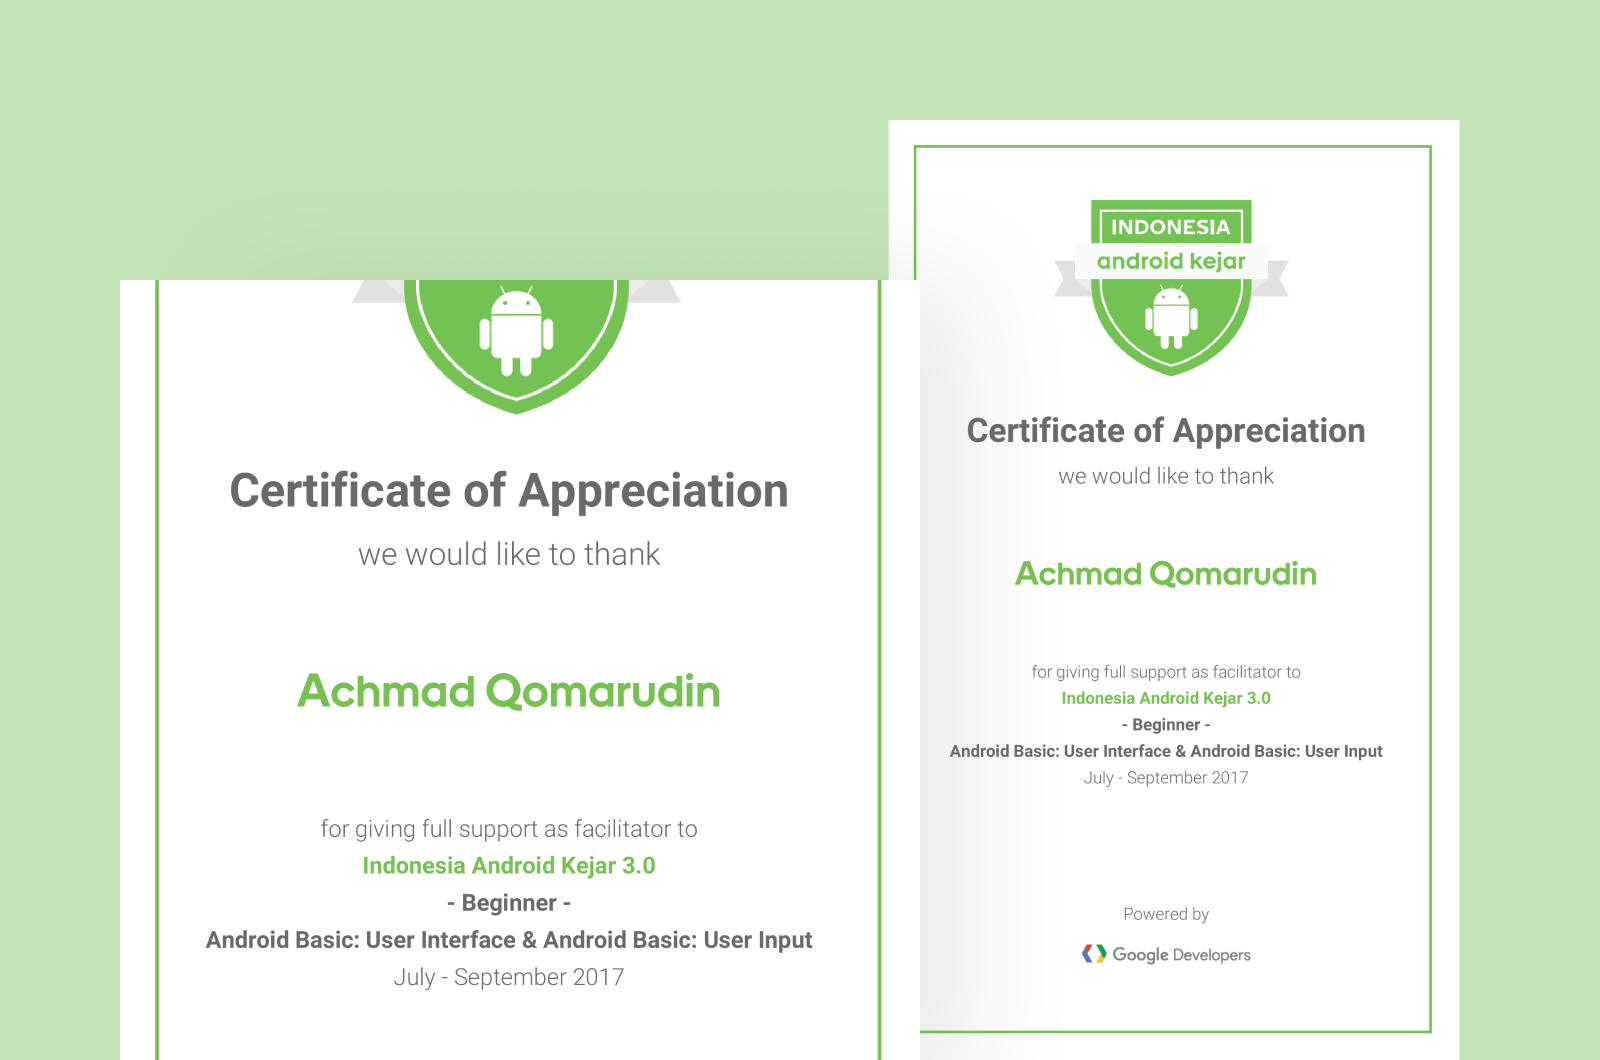 Certificate of Appreciation
we would like to thank
Achmad Qomarudin
for giving full support as facilitator to
Indonesia Android Kejar 3.0
- Beginner -
Android Basic: User Interface & Android Basic: User Input
July - September 2017
INDONESIA
android kejar
Certificate of Appreciation
we would like to thank
Achmad Qomarudin
for giving full support as facilitator to
Indonesia Android Kejar 3.0
- Beginner -
Android Basic: User Interface & Android Basic: User Input
July - September 2017
Powered by
Google Developers